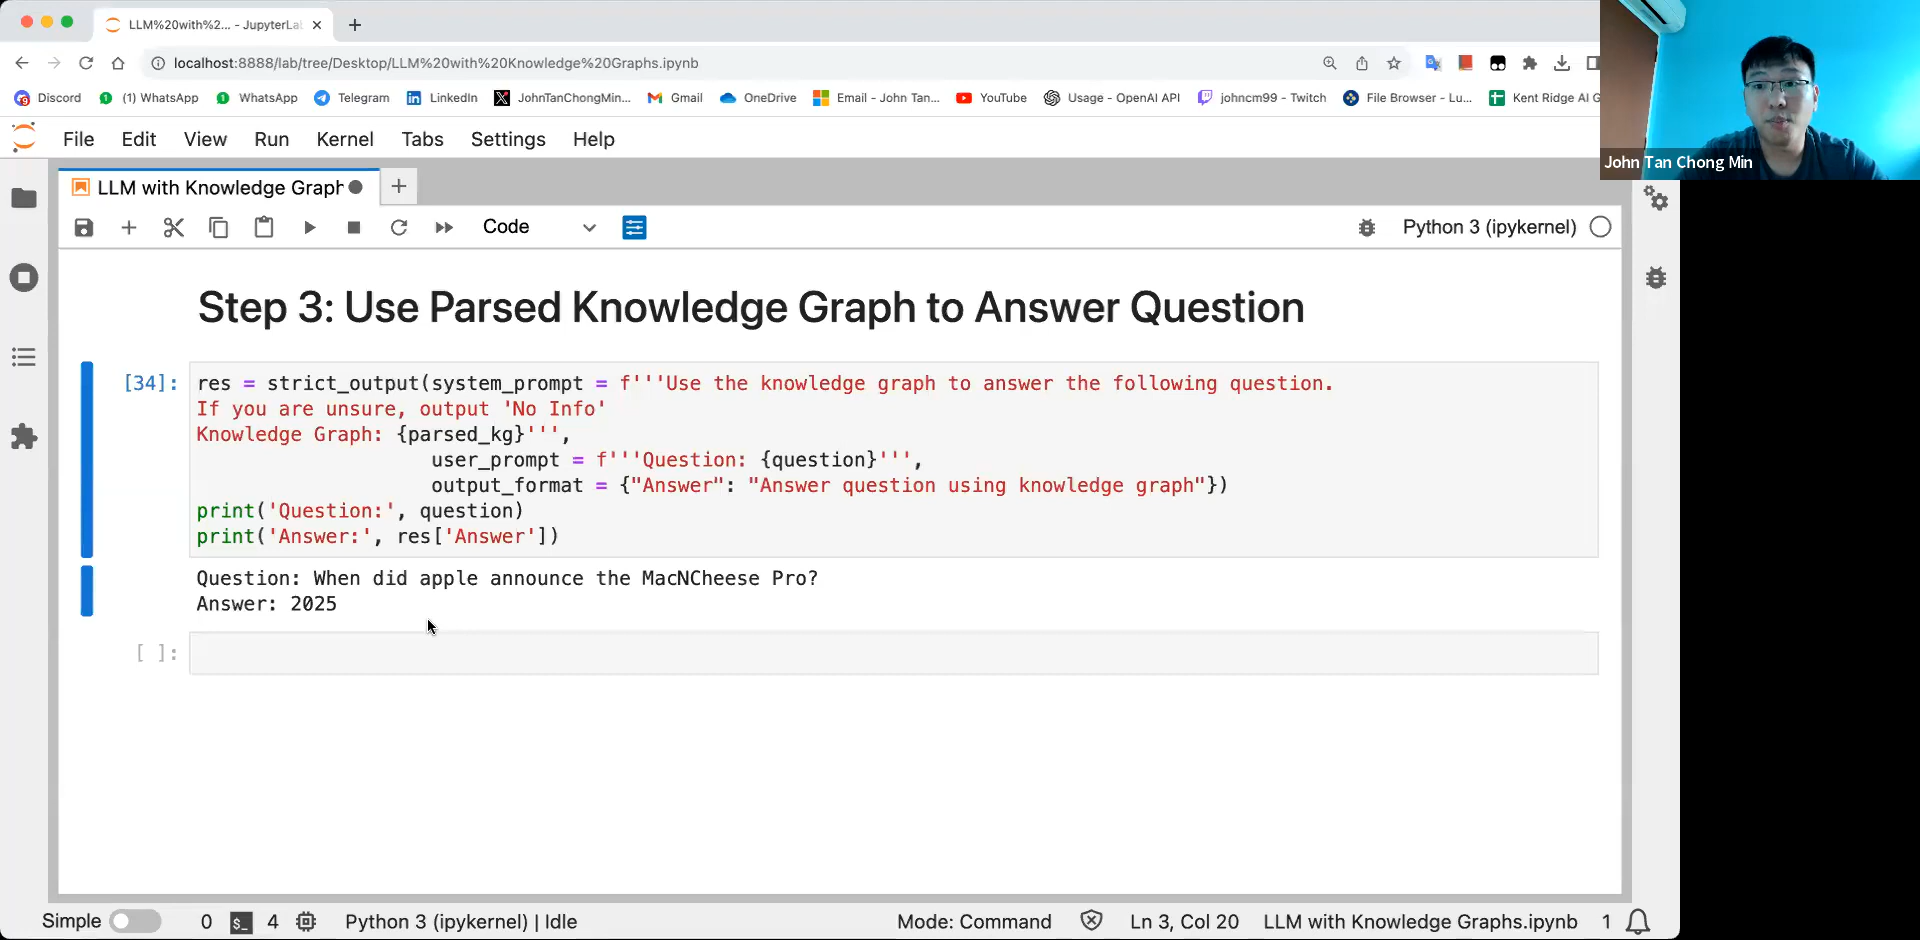 LLM%20with%2... - JupyterLa
localhost:8888/lab/tree/Desktop/LLM%20with%20Knowledge%20Graphs.ipynb
Discord (1) WhatsApp WhatsApp Telegram LinkedIn JohnTanChongMin... Gmail OneDrive Email - John Tan... YouTube Usage - OpenAI API johncm99 - Twitch File Browser - Lu... Kent Ridge AI G
John Tan Chong Min
File Edit View Run Kernel Tabs Settings Help
LLM with Knowledge Graph
Code Python 3 (ipykernel)
Step 3: Use Parsed Knowledge Graph to Answer Question
[34]: res = strict_output(system_prompt = f'''Use the knowledge graph to answer the following question.
If you are unsure, output 'No Info'
Knowledge Graph: {parsed_kg}''',
user_prompt = f'''Question: {question}''',
output_format = {"Answer": "Answer question using knowledge graph"})
print('Question:', question)
print('Answer:', res['Answer'])
Question: When did apple announce the MacNCheese Pro?
Answer: 2025
[ ]:
Simple 0 $_ 4 Python 3 (ipykernel) | Idle Mode: Command Ln 3, Col 20 LLM with Knowledge Graphs.ipynb 1